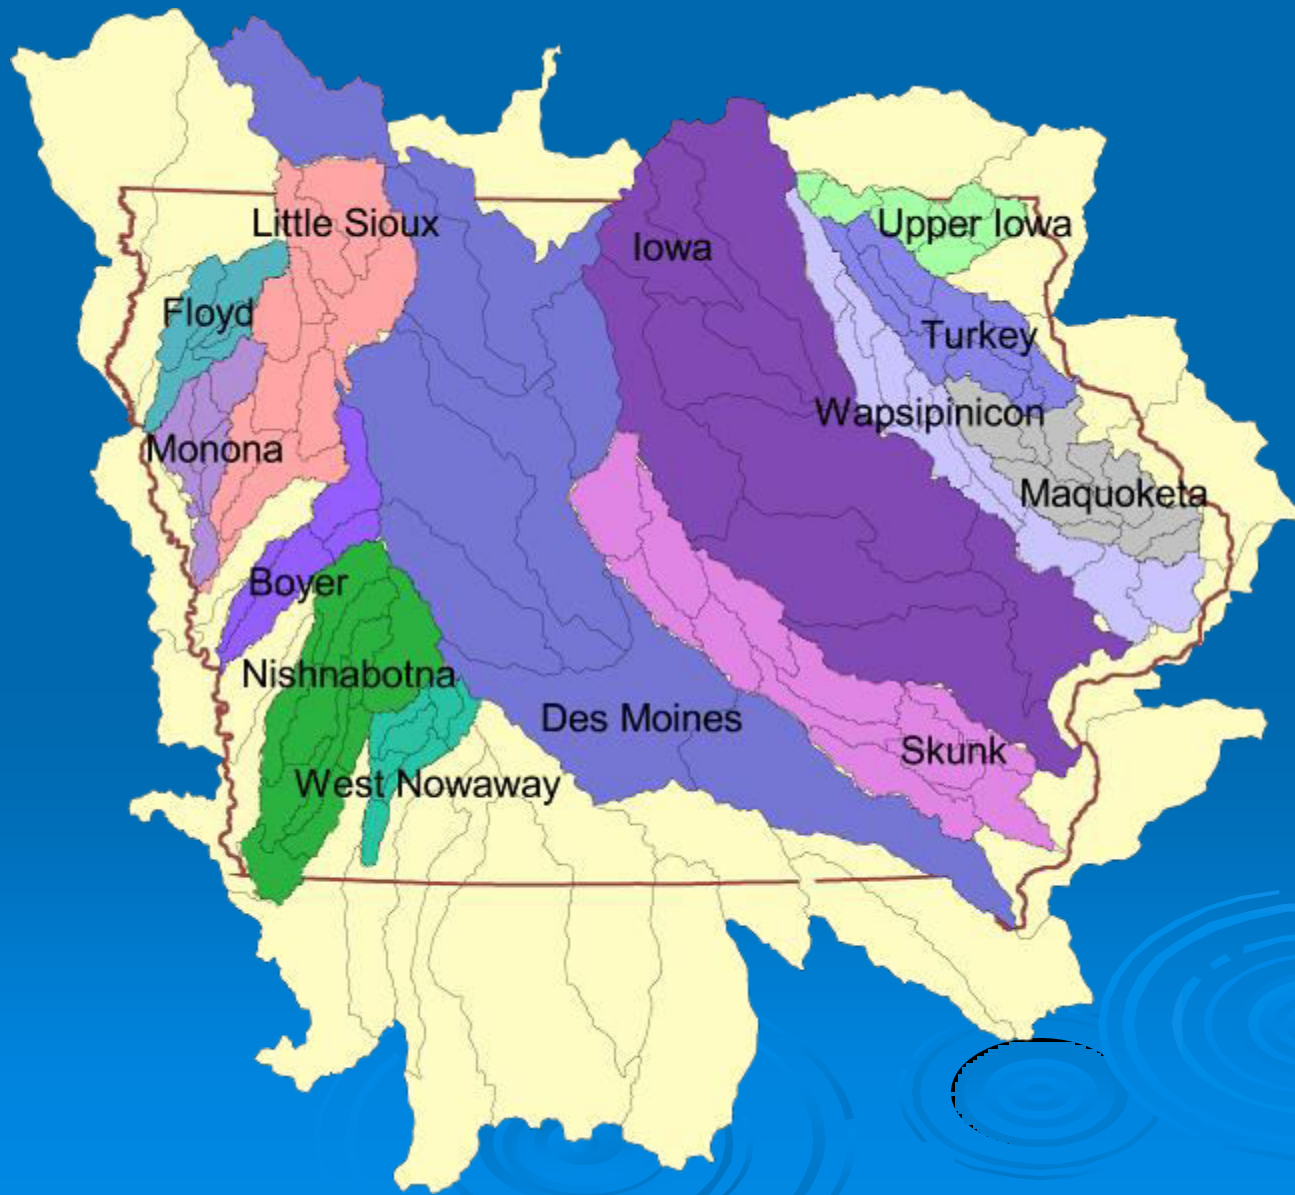 Little Sioux
Upper Iowa
Iowa
Floyd
Turkey
Wapsipinicon
Monona
Maquoketa
Boyer
Nishnabotna
Des Moines
Skunk
West Nowaway